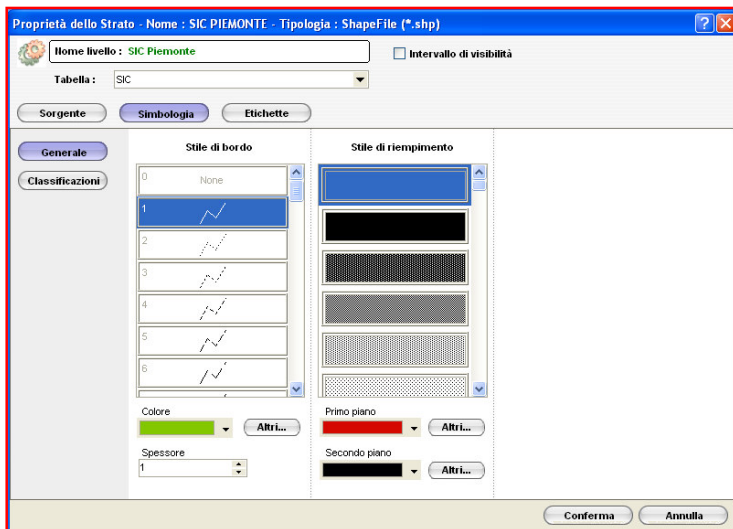 Proprietà dello Strato - Nome : SIC PIEMONTE - Tipologia : ShapeFile (*.shp)
Nome livello : SIC Piemonte
Intervallo di visibilità
Tabella : SIC
Sorgente
Simbologia
Etichette
Generale
Classificazioni
Stile di bordo
0 None
1
2
3
4
5
6
Stile di riempimento
Colore
Altri...
Spessore
1
Primo piano
Altri...
Secondo piano
Altri...
Conferma
Annulla